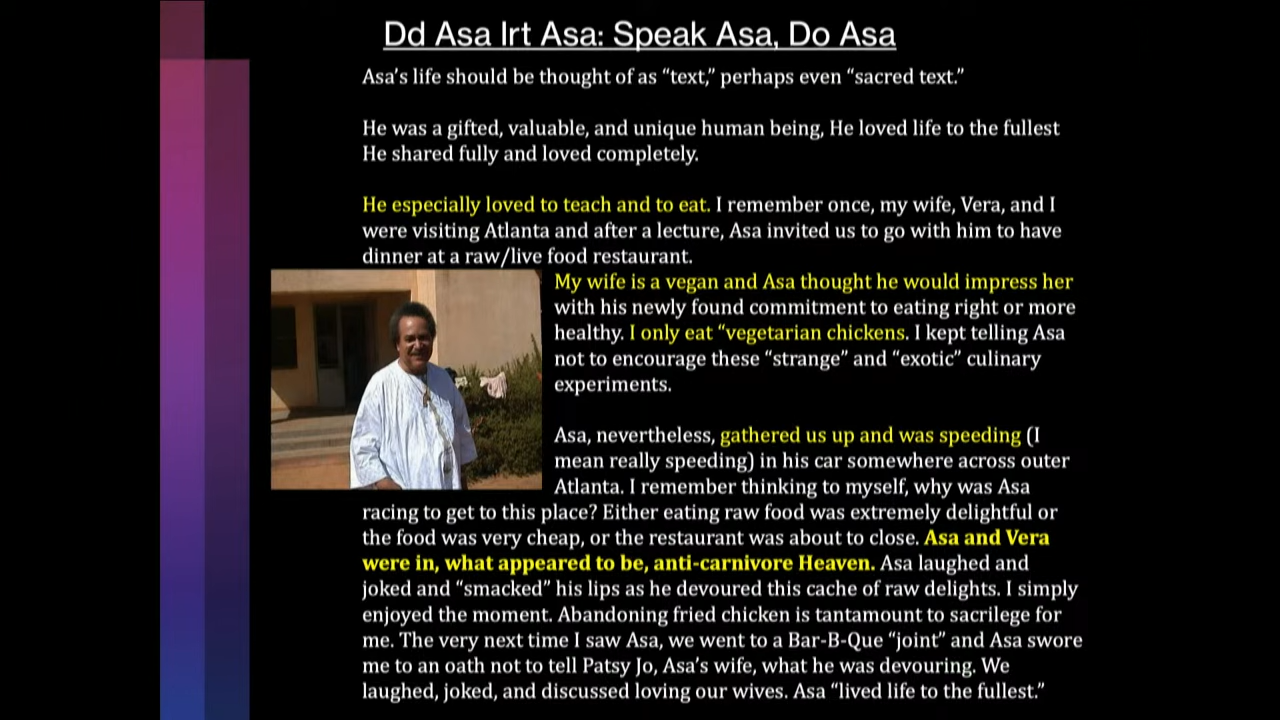 Dd Asa Irt Asa: Speak Asa, Do Asa
Asa’s life should be thought of as “text,” perhaps even “sacred text.”
He was a gifted, valuable, and unique human being, He loved life to the fullest
He shared fully and loved completely.
He especially loved to teach and to eat. I remember once, my wife, Vera, and I
were visiting Atlanta and after a lecture, Asa invited us to go with him to have
dinner at a raw/live food restaurant.
My wife is a vegan and Asa thought he would impress her
with his newly found commitment to eating right or more
healthy. I only eat “vegetarian chickens. I kept telling Asa
not to encourage these “strange” and “exotic” culinary
experiments.
Asa, nevertheless, gathered us up and was speeding (I
mean really speeding) in his car somewhere across outer
Atlanta. I remember thinking to myself, why was Asa
racing to get to this place? Either eating raw food was extremely delightful or
the food was very cheap, or the restaurant was about to close. Asa and Vera
were in, what appeared to be, anti-carnivore Heaven. Asa laughed and
joked and “smacked” his lips as he devoured this cache of raw delights. I simply
enjoyed the moment. Abandoning fried chicken is tantamount to sacrilege for
me. The very next time I saw Asa, we went to a Bar-B-Que “joint” and Asa swore
me to an oath not to tell Patsy Jo, Asa’s wife, what he was devouring. We
laughed, joked, and discussed loving our wives. Asa “lived life to the fullest.”